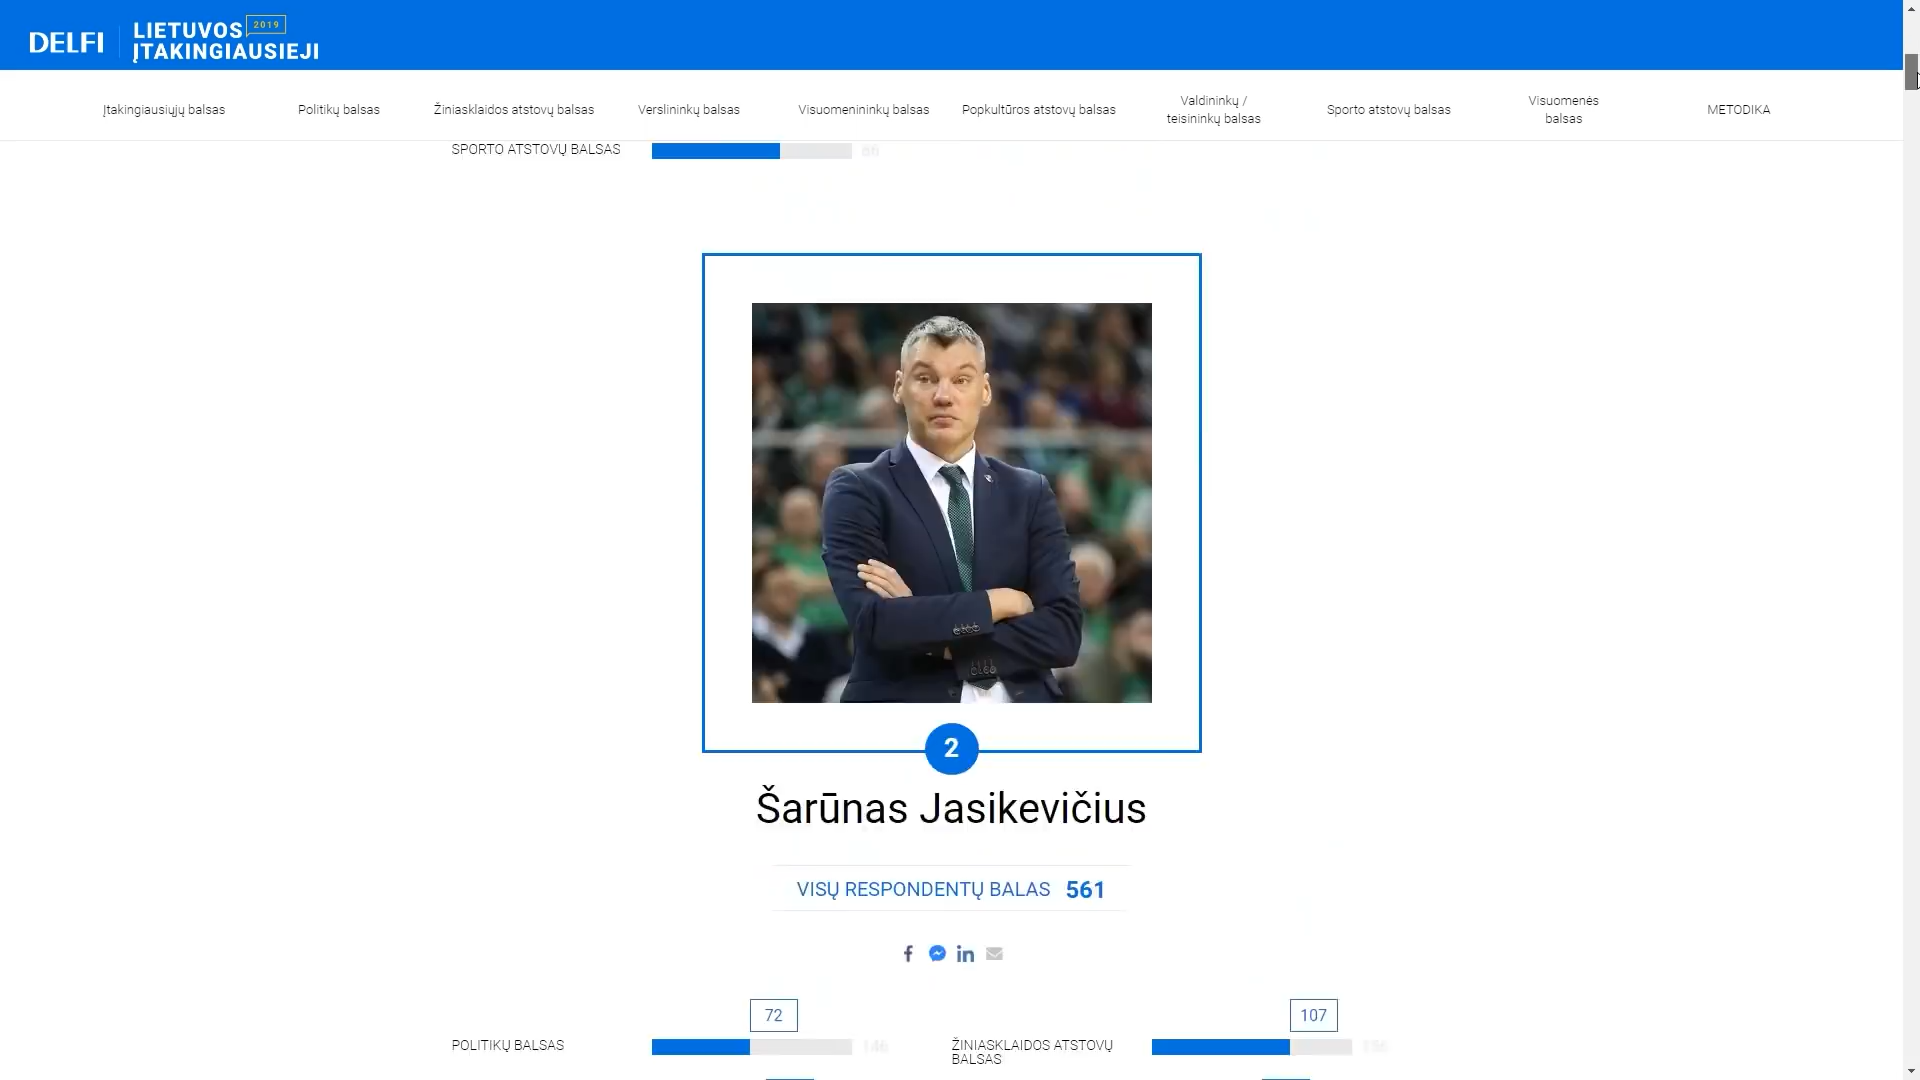 DELFI
LIETUVOS 2019
ĮTAKINGIAUSIEJI
Įtakingiausiųjų balsas
Politikų balsas
Žiniasklaidos atstovų balsas
Verslininkų balsas
Visuomenininkų balsas
Popkultūros atstovų balsas
Valdininkų /
teisininkų balsas
Sporto atstovų balsas
Visuomenės
balsas
METODIKA
SPORTO ATSTOVŲ BALSAS
2
Šarūnas Jasikevičius
VISŲ RESPONDENTŲ BALAS 561
72
107
POLITIKŲ BALSAS 146
ŽINIASKLAIDOS ATSTOVŲ
BALSAS